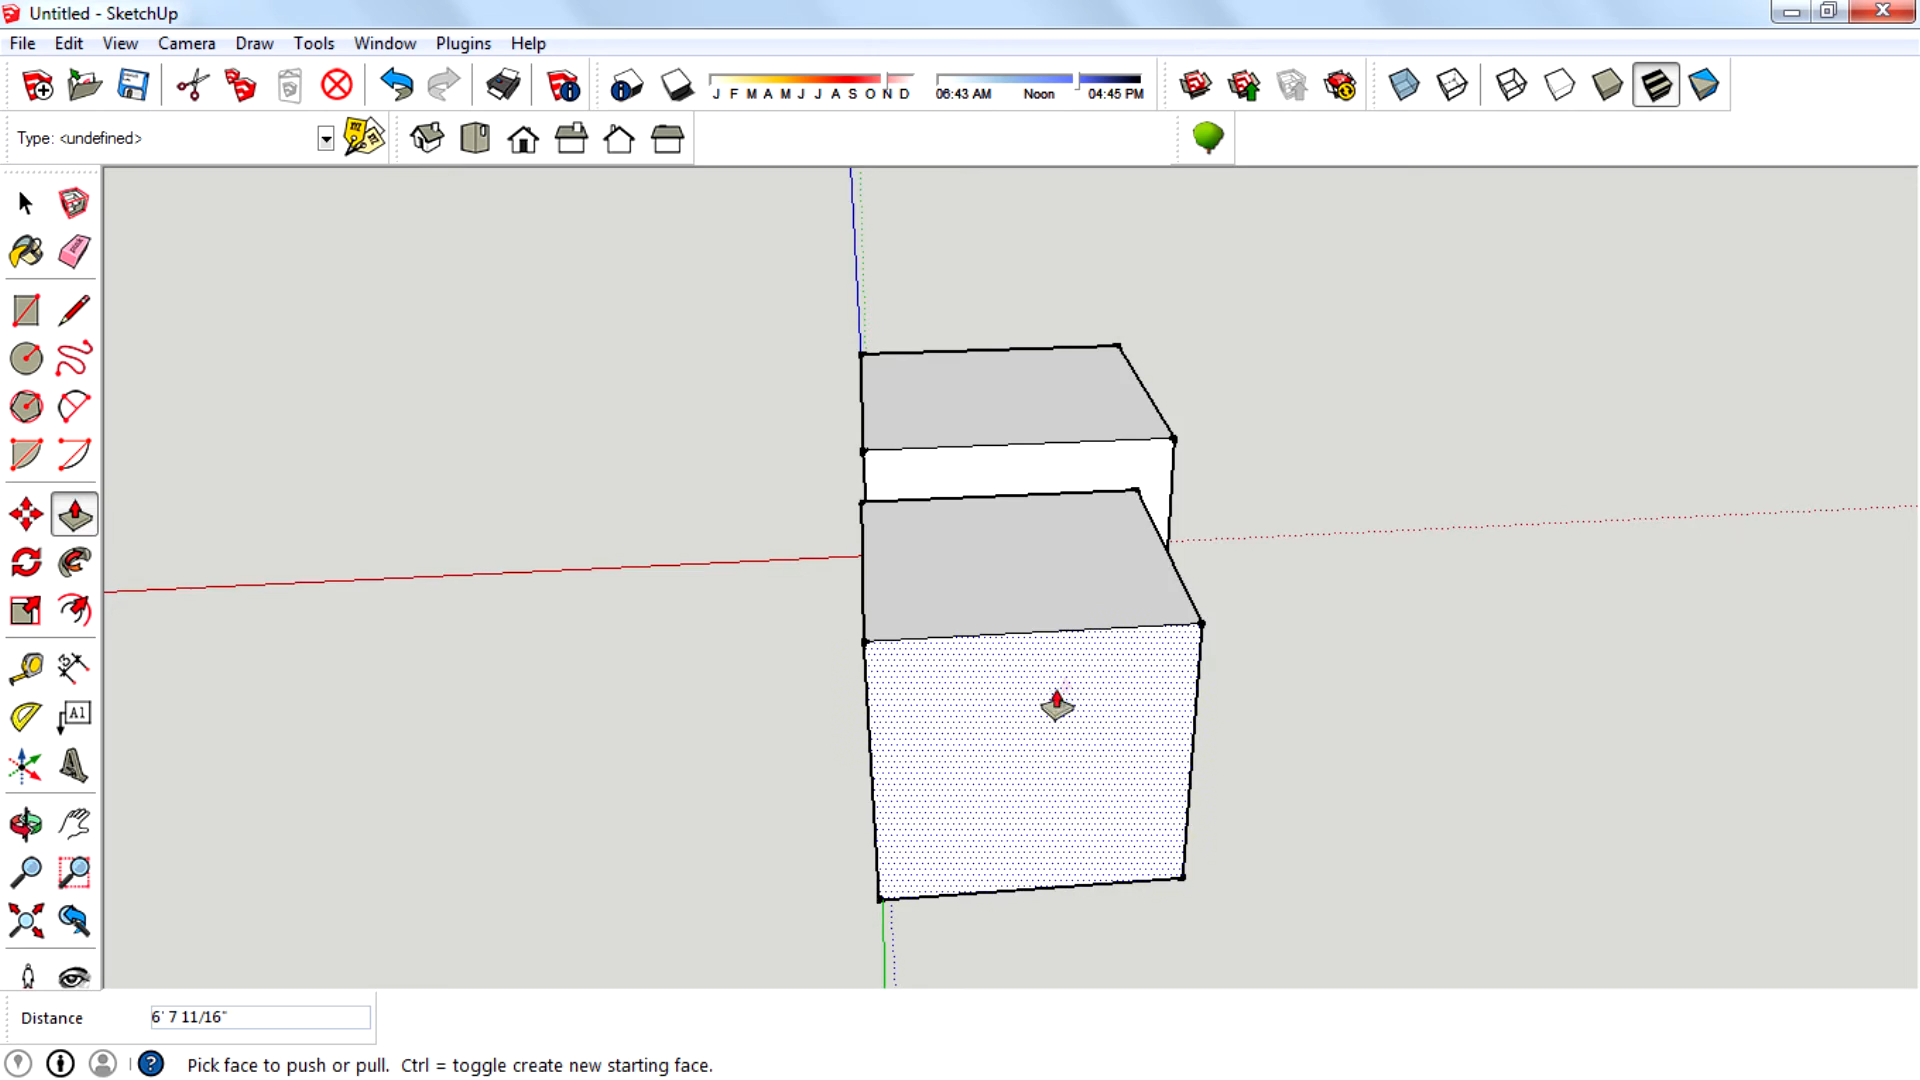 Untitled - SketchUp
File Edit View Camera Draw Tools Window Plugins Help
J F M A M J J A S O N D 06:43 AM Noon 04:45 PM
Type: <undefined>
A1
Distance 6' 7 11/16"
Pick face to push or pull. Ctrl = toggle create new starting face.